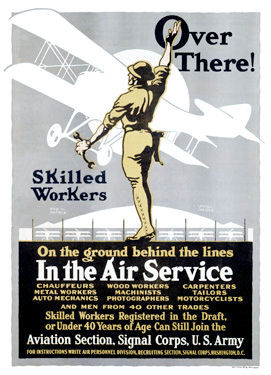 Over
There!
Skilled
Workers
On the ground behind the lines
In the Air Service
CHAUFFEURS WOOD WORKERS CARPENTERS
METAL WORKERS MACHINISTS TAILORS
AUTO MECHANICS PHOTOGRAPHERS MOTORCYCLISTS
AND MEN FROM 40 OTHER TRADES
Skilled Workers Registered in the Draft,
or Under 40 Years of Age Can Still Join the
Aviation Section, Signal Corps, U. S. Army
FOR INSTRUCTIONS WRITE AIR PERSONNEL DIVISION, RECRUITING SECTION, SIGNAL CORPS, WASHINGTON, D.C.